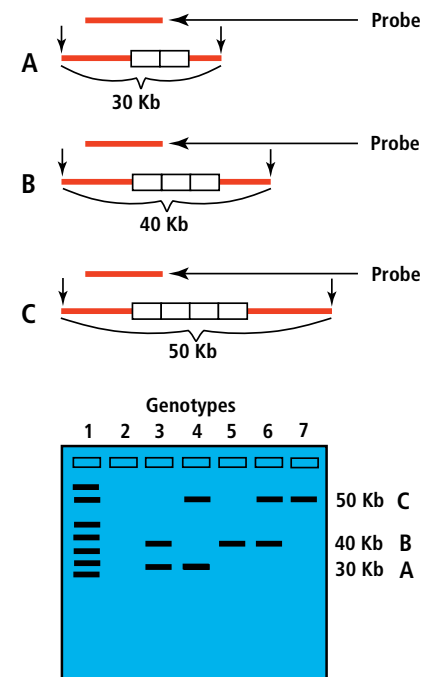 Probe
A
30 Kb
Probe
B
40 Kb
Probe
C
50 Kb
Genotypes
1 2 3 4 5 6 7
50 Kb C
40 Kb B
30 Kb A